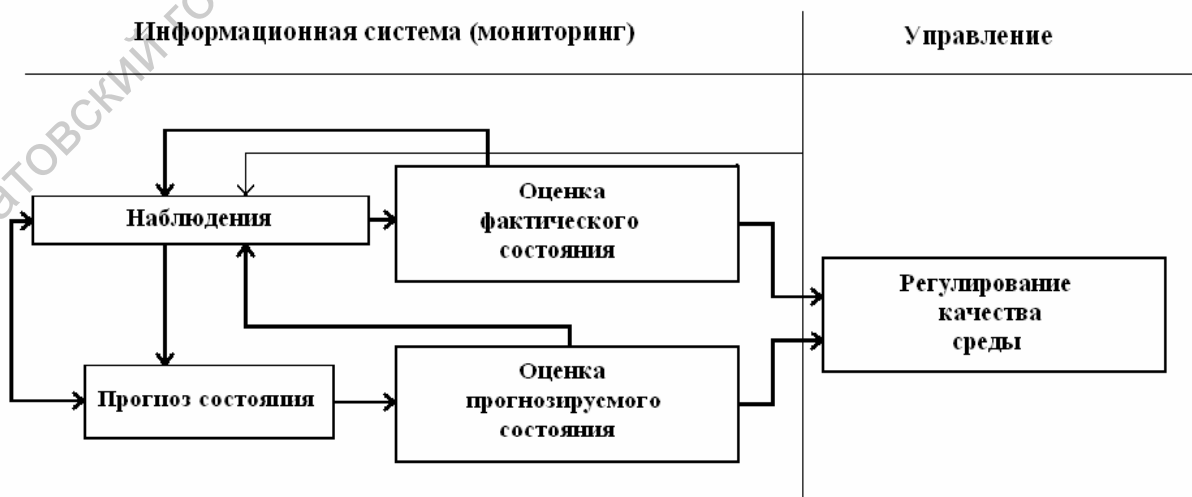 Информационная система (мониторинг)
Управление
Наблюдения
Оценка
фактического
состояния
Регулирование
качества
среды
Прогноз состояния
Оценка
прогнозируемого
состояния